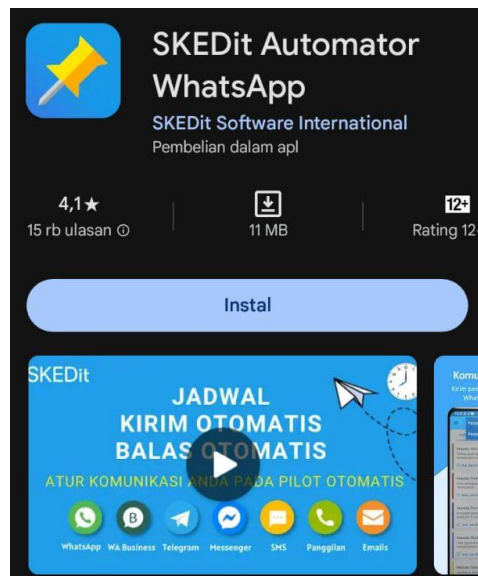 SKEDit Automator
WhatsApp
SKEDit Software International
Pembelian dalam apl
4,1★
15 rb ulasan
11 MB
12+
Rating 12+
Instal
SKEDit
JADWAL
KIRIM OTOMATIS
BALAS OTOMATIS
ATUR KOMUNIKASI ANDA PADA PILOT OTOMATIS
WhatsApp WA Business Telegram Messenger SMS Panggilan Emails
Komu